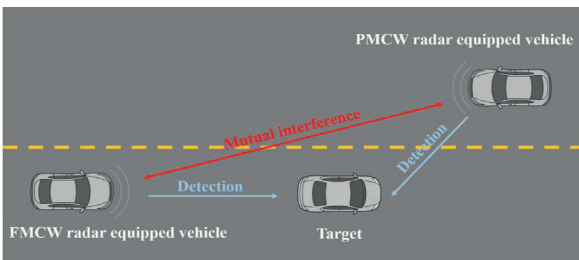 PMCW radar equipped vehicle
Mutual interference
Detection
Detection
FMCW radar equipped vehicle
Target